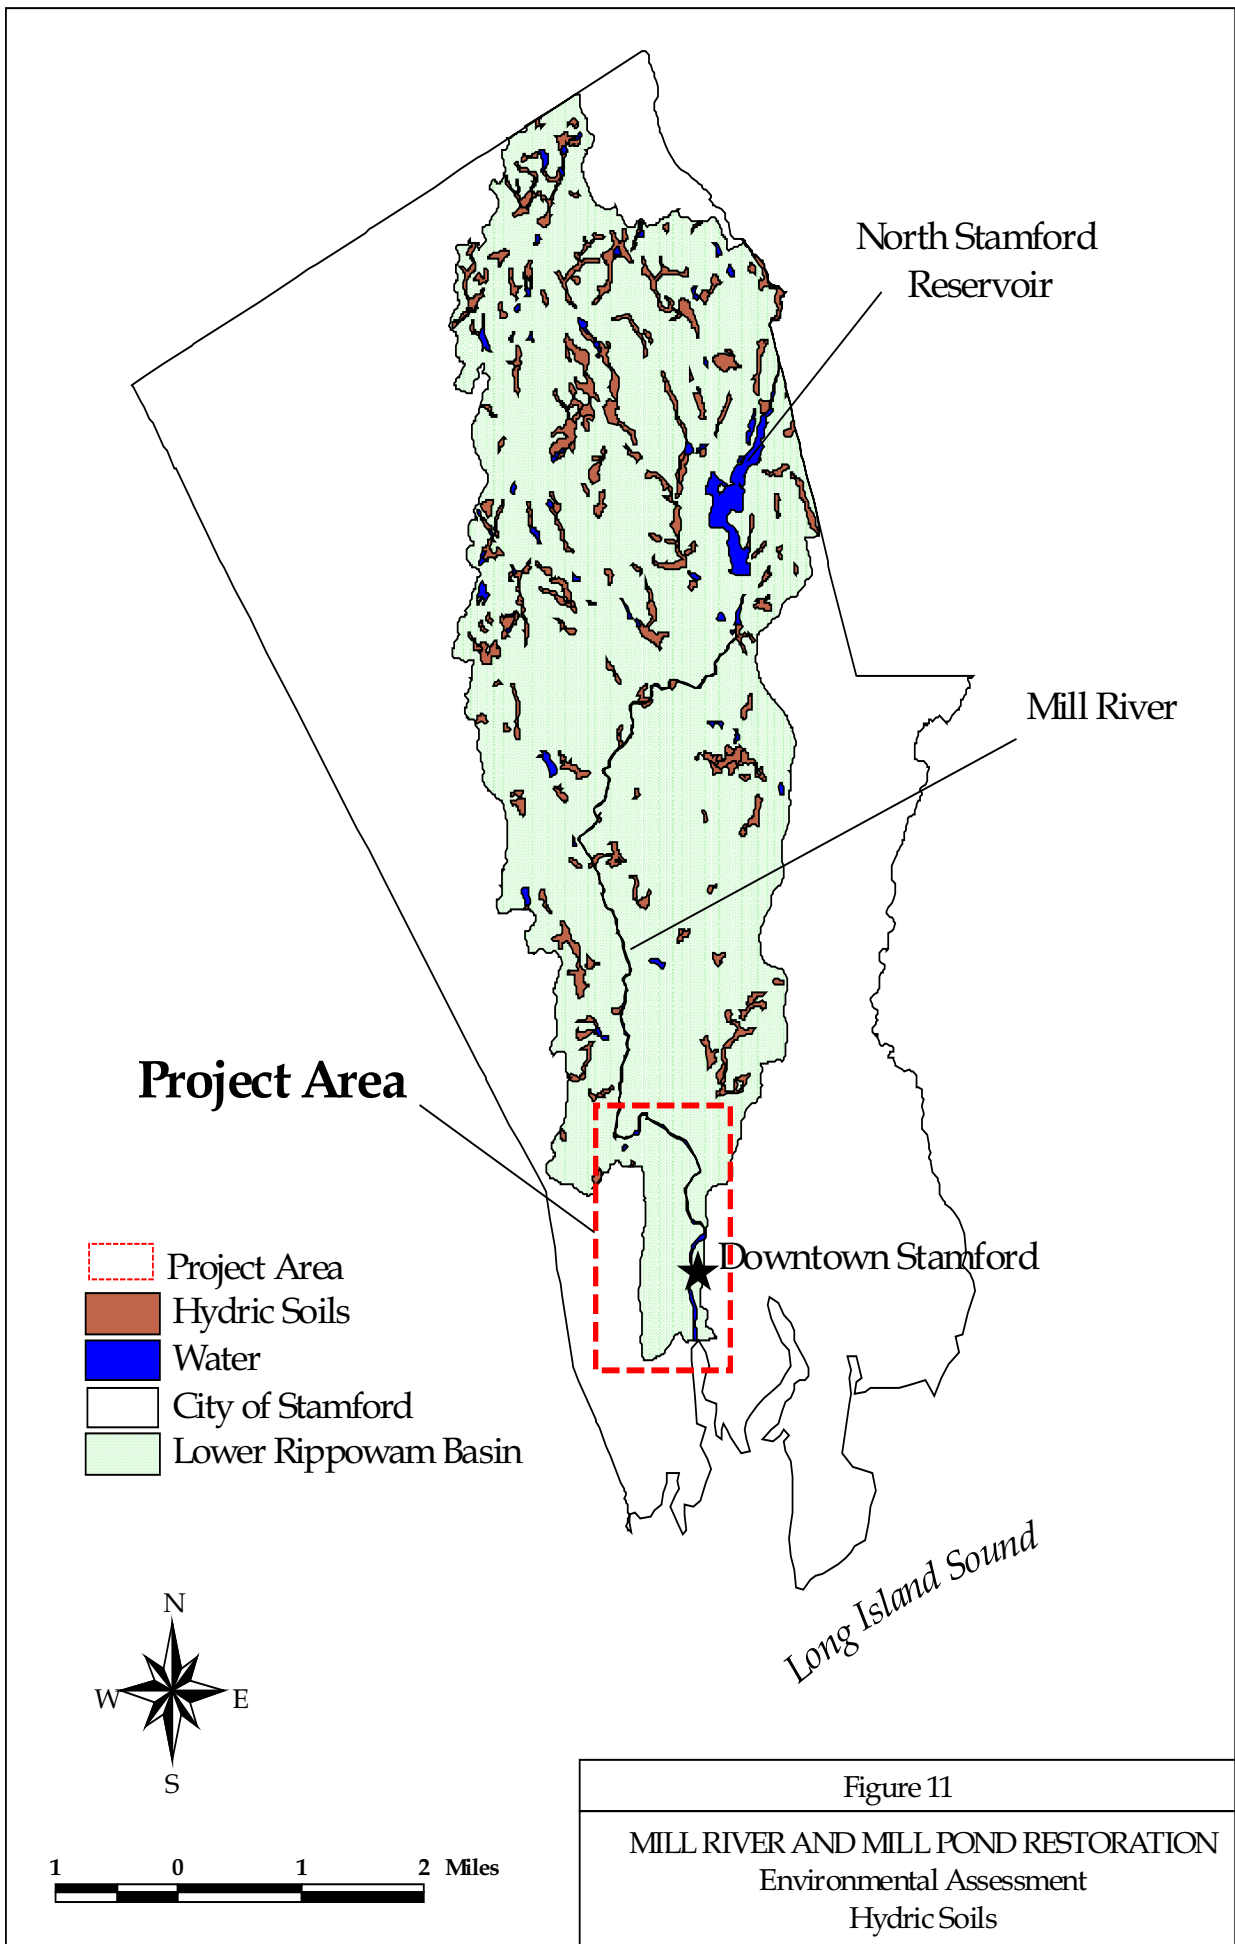 North Stamford
Reservoir
Mill River
Project Area
Project Area
Hydric Soils
Water
City of Stamford
Lower Rippowam Basin
Downtown Stamford
Long Island Sound
N
W
E
S
1 0 1 2 Miles
Figure 11
MILL RIVER AND MILL POND RESTORATION
Environmental Assessment
Hydric Soils